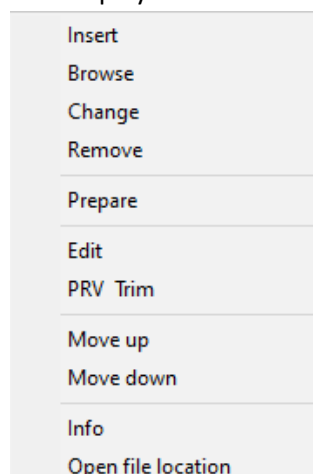 Insert
Browse
Change
Remove
Prepare
Edit
PRV Trim
Move up
Move down
Info
Open file location